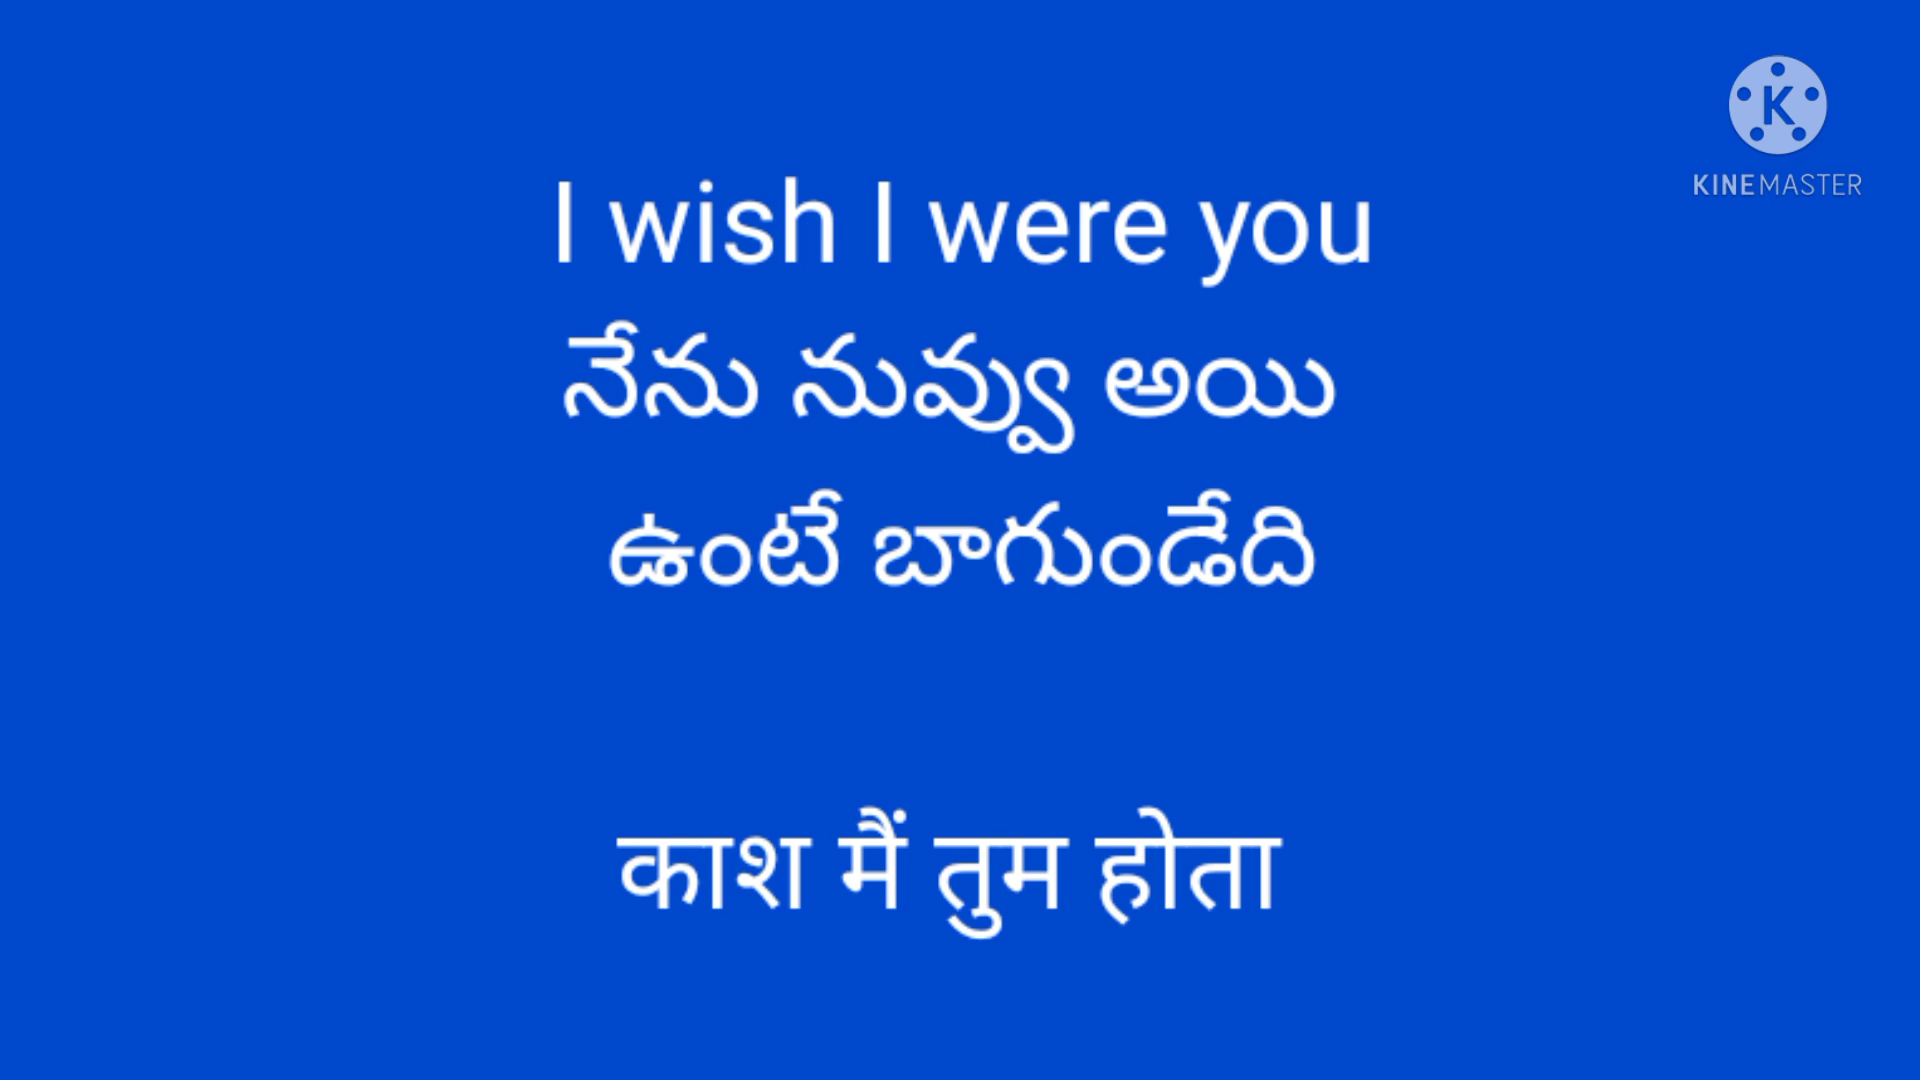 KINEMASTER
I wish I were you
నేను నువ్వు అయి
ఉంటే బాగుండేది
काश मैं तुम होता